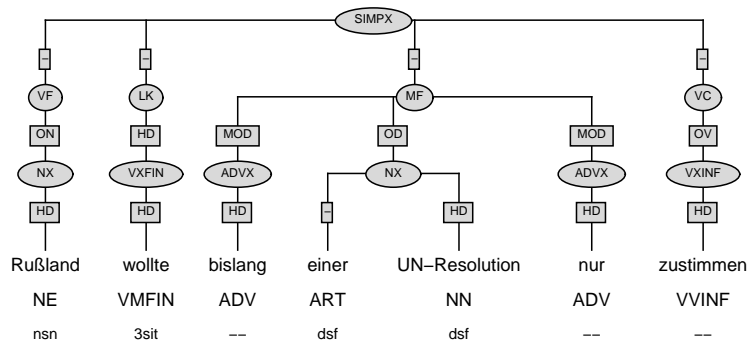 SIMPX
– – – –
VF LK MF VC
ON HD MOD OD MOD OV
NX VXFIN ADVX NX ADVX VXINF
HD HD HD – HD HD HD
Rußland wollte bislang einer UN−Resolution nur zustimmen
NE VMFIN ADV ART NN ADV VVINF
nsn 3sit −− dsf dsf −− −−